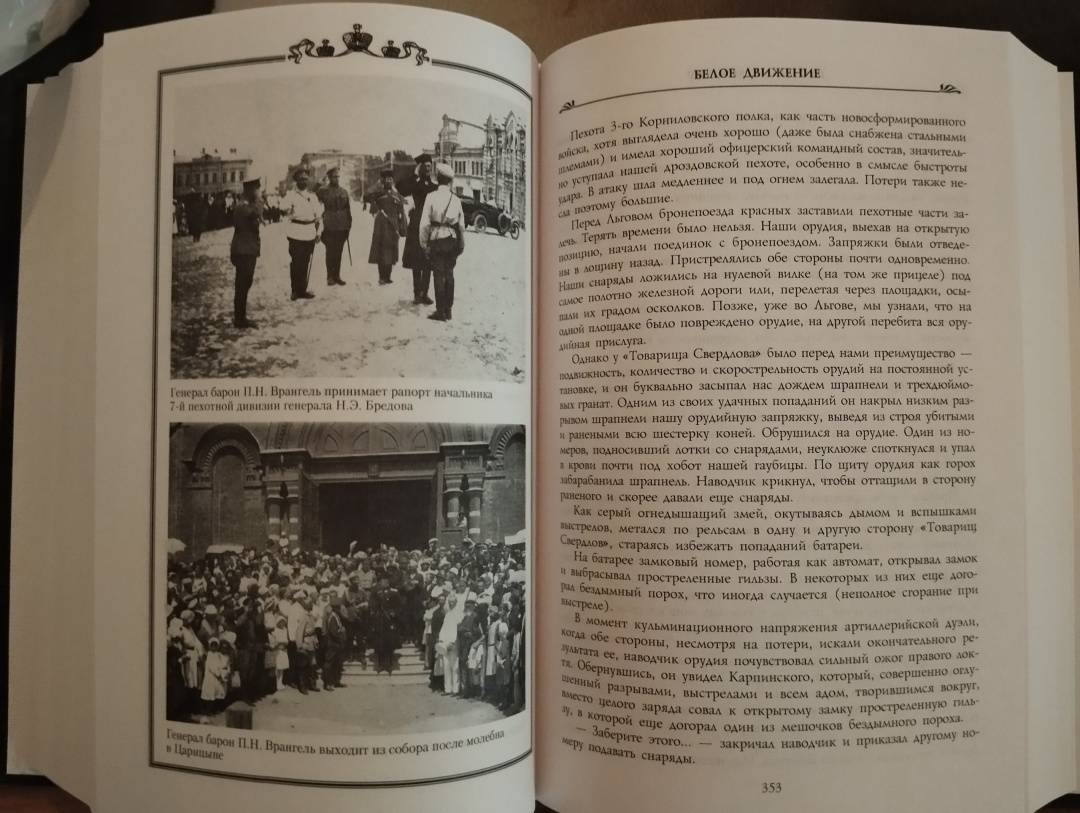 Генерал барон П.Н. Врангель принимает рапорт начальника
7-й пехотной дивизии генерала Н.Э. Бредова
Генерал барон П.Н. Врангель выходит из собора после молебна
в Царицыне
БЕЛОЕ ДВИЖЕНИЕ
Пехота 3-го Корниловского полка, как часть новосформированного
войска, хотя выглядела очень хорошо (даже была снабжена стальными
шлемами) и имела хороший офицерский командный состав, значитель-
но уступала нашей дроздовской пехоте, особенно в смысле быстроты
удара. В атаку шла медленнее и под огнем залегала. Потери также не-
сла поэтому большие.
Перед Льговом бронепоезда красных заставили пехотные части за-
лечь. Терять времени было нельзя. Наши орудия, выехав на открытую
позицию, начали поединок с бронепоездом. Запряжки были отведе-
ны в лощину назад. Пристрелялись обе стороны почти одновременно.
Наши снаряды ложились на нулевой вилке (на том же прицеле) под
самое полотно железной дороги или, перелетая через площадки, осы-
пали их градом осколков. Позже, уже во Льгове, мы узнали, что на
одной площадке было повреждено орудие, на другой перебита вся ору-
дийная прислуга.
Однако у «Товарища Свердлова» было перед нами преимущество —
подвижность, количество и скорострельность орудий на постоянной ус-
тановке, и он буквально засыпал нас дождем шрапнели и трехдюймо-
вых гранат. Одним из своих удачных попаданий он накрыл низким раз-
рывом шрапнели нашу орудийную запряжку, выведя из строя убитыми
и ранеными всю шестерку коней. Обрушился на орудие. Один из но-
меров, подносивший лотки со снарядами, неуклюже споткнулся и упал
в крови почти под хобот нашей гаубицы. По щиту орудия как горох
забарабанила шрапнель. Наводчик крикнул, чтобы оттащили в сторону
раненого и скорее давали еще снаряды.
Как серый огнедышащий змей, окутываясь дымом и вспышками
выстрелов, метался по рельсам в одну и другую сторону «Товарищ
Свердлов», стараясь избежать попаданий батареи.
На батарее замковый номер, работая как автомат, открывал замок
и выбрасывал простреленные гильзы. В некоторых из них еще дого-
рал бездымный порох, что иногда случается (неполное сгорание при
выстреле).
В момент кульминационного напряжения артиллерийской дуэли,
когда обе стороны, несмотря на потери, искали окончательного ре-
зультата ее, наводчик орудия почувствовал сильный ожог правого лок-
тя. Обернувшись, он увидел Карпинского, который, совершенно оглу-
шенный разрывами, выстрелами и всем адом, творившимся вокруг,
вместо целого заряда совал к открытому замку простреленную гиль-
зу, в которой еще догорал один из мешочков бездымного пороха.
— Заберите этого... — закричал наводчик и приказал другому но-
меру подавать снаряды.
353